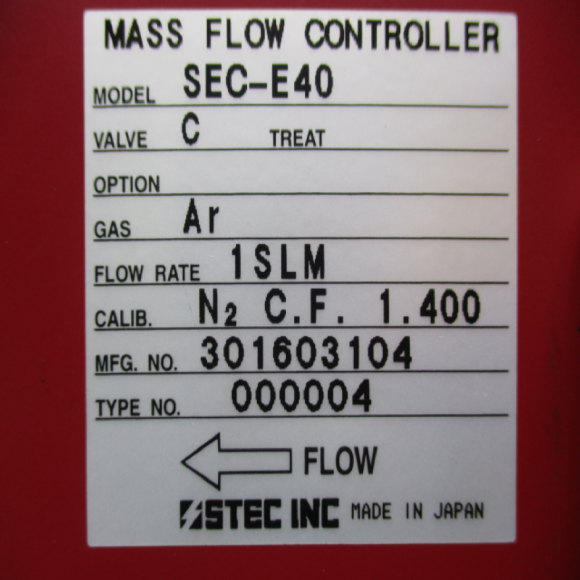 MASS FLOW CONTROLLER
MODEL SEC-E40
VALVE C TREAT
OPTION
GAS Ar
FLOW RATE 1SLM
CALIB. N₂ C.F. 1.400
MFG. NO. 301603104
TYPE NO. 000004
FLOW
STEC INC MADE IN JAPAN